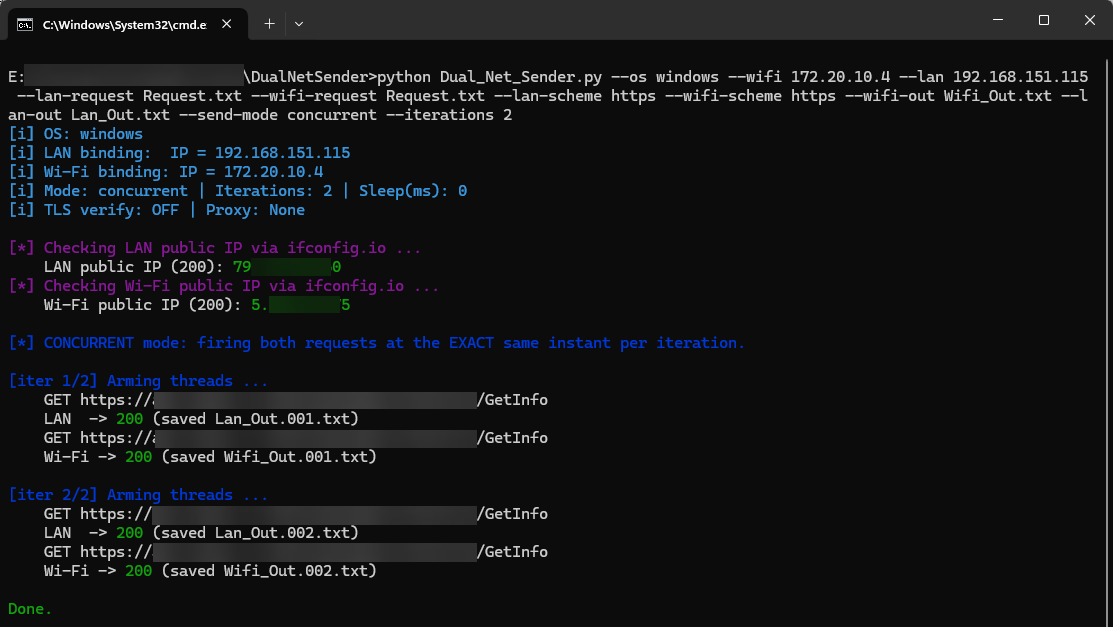 C:\Windows\System32\cmd.e
E:\DualNetSender>python Dual_Net_Sender.py --os windows --wifi 172.20.10.4 --lan 192.168.151.115
--lan-request Request.txt --wifi-request Request.txt --lan-scheme https --wifi-scheme https --wifi-out Wifi_Out.txt --l
an-out Lan_Out.txt --send-mode concurrent --iterations 2
[i] OS: windows
[i] LAN binding:  IP = 192.168.151.115
[i] Wi-Fi binding: IP = 172.20.10.4
[i] Mode: concurrent | Iterations: 2 | Sleep(ms): 0
[i] TLS verify: OFF | Proxy: None
[*] Checking LAN public IP via ifconfig.io ...
LAN public IP (200): 79 0
[*] Checking Wi-Fi public IP via ifconfig.io ...
Wi-Fi public IP (200): 5. 5
[*] CONCURRENT mode: firing both requests at the EXACT same instant per iteration.
[iter 1/2] Arming threads ...
GET https:// /GetInfo
LAN  -> 200 (saved Lan_Out.001.txt)
GET https:// /GetInfo
Wi-Fi -> 200 (saved Wifi_Out.001.txt)
[iter 2/2] Arming threads ...
GET https:// /GetInfo
LAN  -> 200 (saved Lan_Out.002.txt)
GET https:// /GetInfo
Wi-Fi -> 200 (saved Wifi_Out.002.txt)
Done.